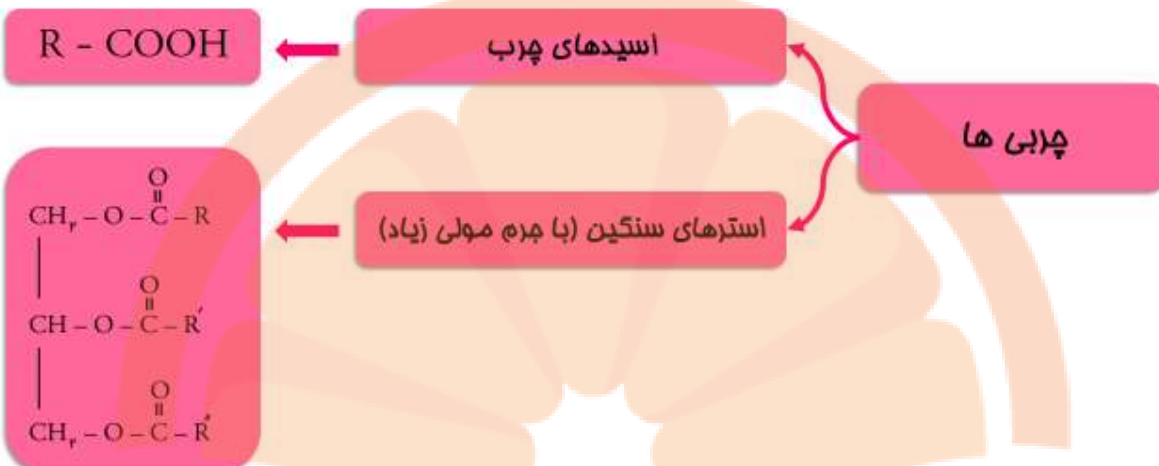 چربی ها
اسیدهای چرب
R - COOH
استرهای سنگین (با جرم مولی زیاد)
O
CH۲ - O - C - R
O
CH - O - C - R′
O
CH۲ - O - C - R″